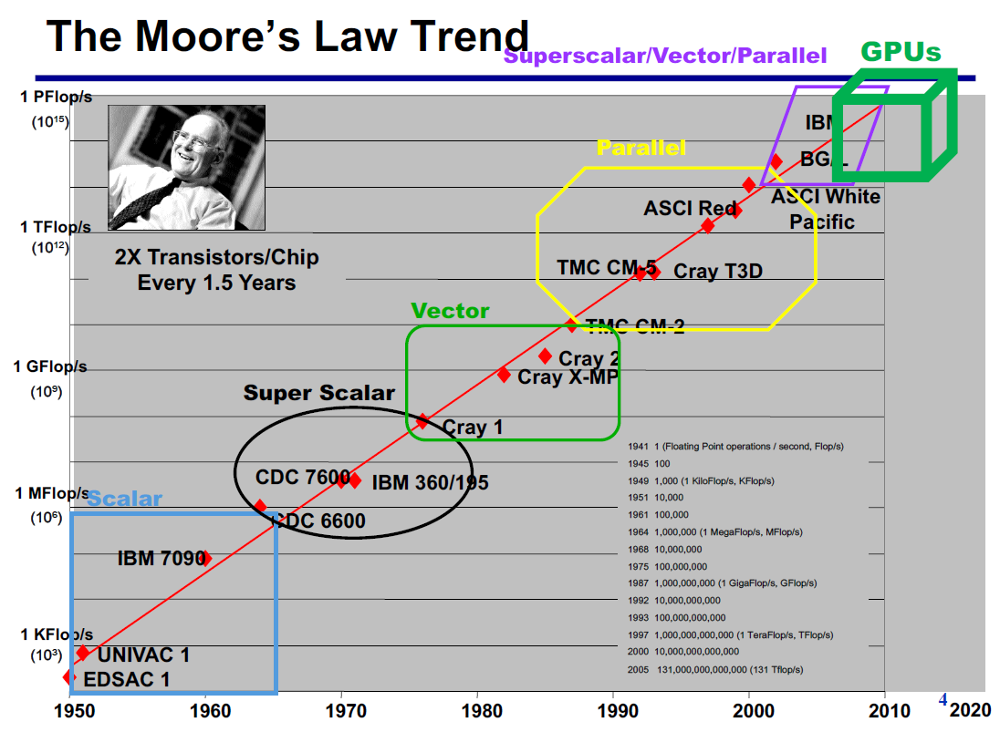 The Moore's Law Trend
Superscalar/Vector/Parallel
GPUs
1 PFlop/s
(10¹⁵)
IBM
BG/L
Parallel
ASCI White
Pacific
ASCI Red
1 TFlop/s
(10¹²)
2X Transistors/Chip
Every 1.5 Years
TMC CM-5
Cray T3D
Vector
TMC CM-2
Cray 2
Cray X-MP
1 GFlop/s
(10⁹)
Super Scalar
Cray 1
CDC 7600
IBM 360/195
CDC 6600
1 MFlop/s
(10⁶)
Scalar
IBM 7090
1 KFlop/s
(10³)
UNIVAC 1
EDSAC 1
1941 1 (Floating Point operations / second, Flop/s)
1945 100
1949 1,000 (1 KiloFlop/s, KFlop/s)
1951 10,000
1961 100,000
1964 1,000,000 (1 MegaFlop/s, MFlop/s)
1968 10,000,000
1975 100,000,000
1987 1,000,000,000 (1 GigaFlop/s, GFlop/s)
1992 10,000,000,000
1993 100,000,000,000
1997 1,000,000,000,000 (1 TeraFlop/s, TFlop/s)
2000 10,000,000,000,000
2005 131,000,000,000,000 (131 Tflop/s)
1950 1960 1970 1980 1990 2000 2010 2020
4